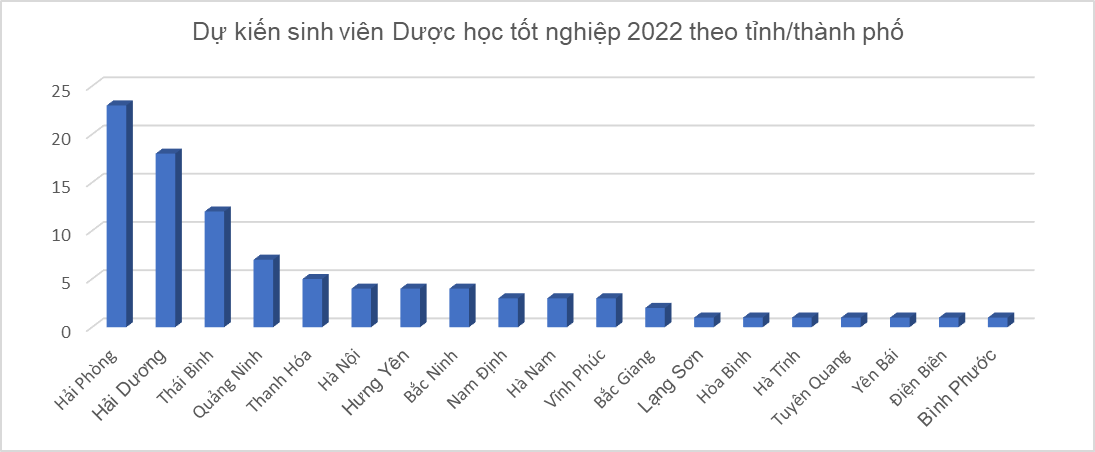 Dự kiến sinh viên Dược học tốt nghiệp 2022 theo tỉnh/thành phố
25
20
15
10
5
0
Hải Phòng
Hải Dương
Thái Bình
Quảng Ninh
Thanh Hóa
Hà Nội
Hưng Yên
Bắc Ninh
Nam Định
Hà Nam
Vĩnh Phúc
Bắc Giang
Lạng Sơn
Hòa Bình
Hà Tĩnh
Tuyên Quang
Yên Bái
Điện Biên
Bình Phước